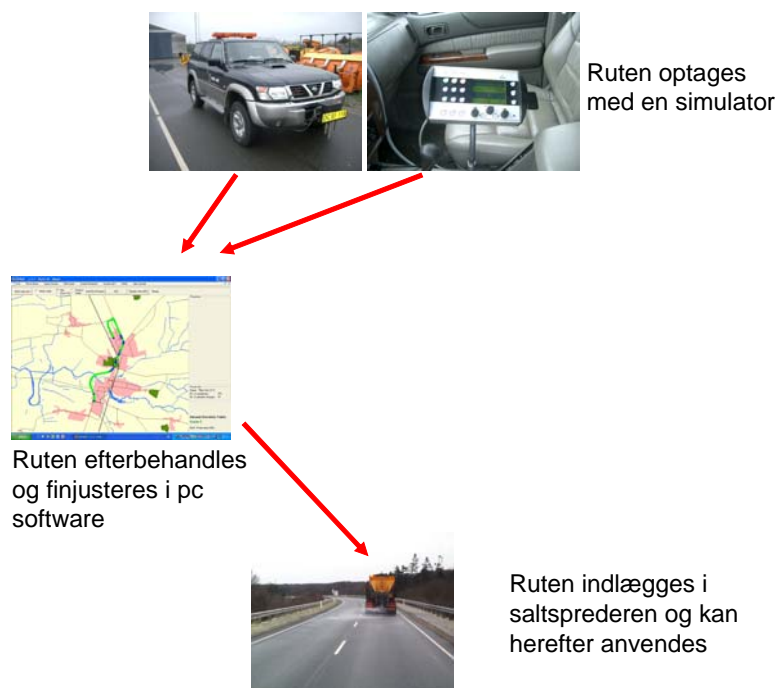 Ruten optages
med en simulator
Ruten efterbehandles
og finjusteres i pc
software
Ruten indlægges i
saltsprederen og kan
herefter anvendes